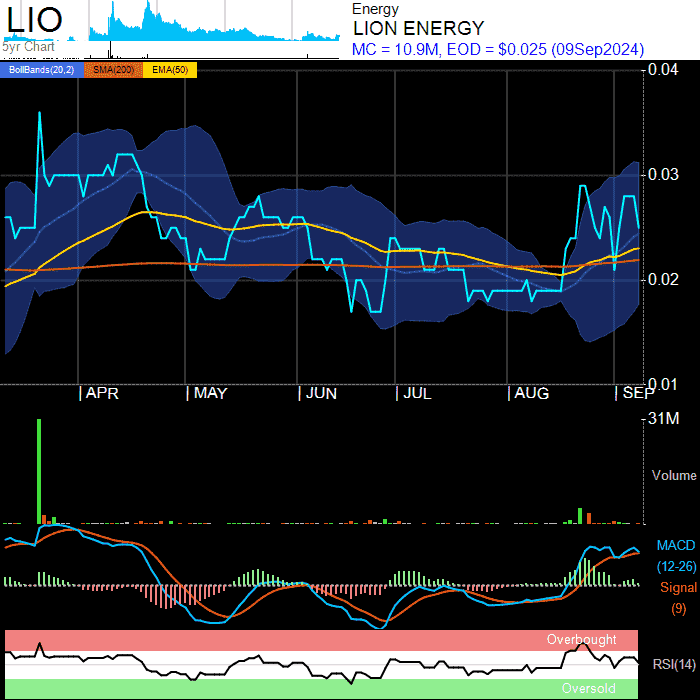 LIO
5yr Chart
Energy
LION ENERGY
MC = 10.9M, EOD = $0.025 (09Sep2024)
BollBands(20,2) SMA(200) EMA(50)
0.04
0.03
0.02
0.01
APR MAY JUN JUL AUG SEP
31M
Volume
MACD
(12-26)
Signal
(9)
Overbought
RSI(14)
Oversold